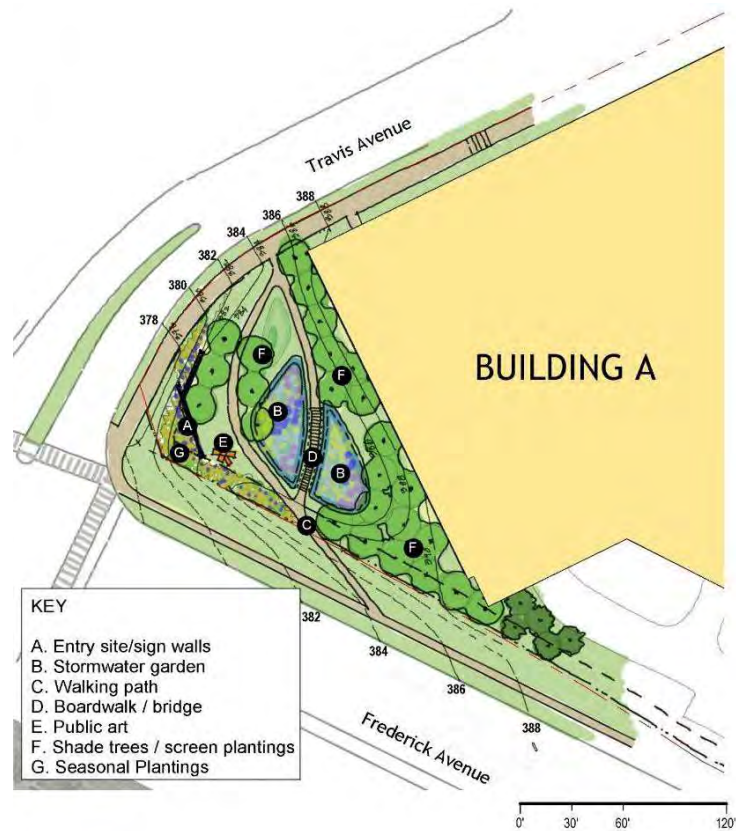 Travis Avenue
388
386
384
382
380
378
BUILDING A
F
F
B
A
E
G
D
B
C
F
KEY
A. Entry site/sign walls
B. Stormwater garden
C. Walking path
D. Boardwalk / bridge
E. Public art
F. Shade trees / screen plantings
G. Seasonal Plantings
382
384
386
388
Frederick Avenue
0' 30' 60' 120'